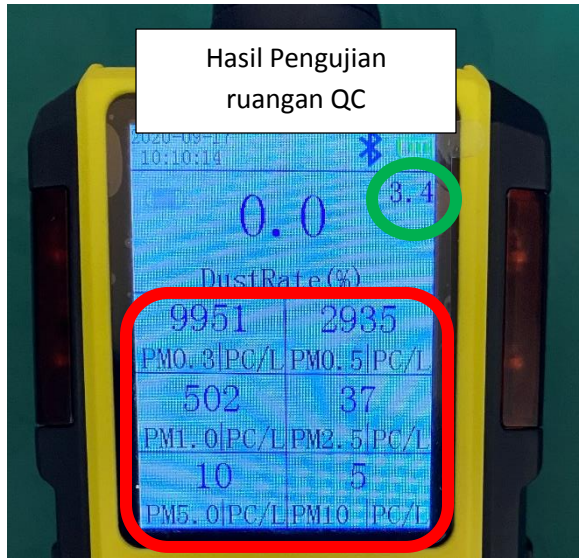 Hasil Pengujian
ruangan QC
2020-09-17
10:10:14
3.4
0.0
DustRate(%)
9951 2935
PM0.3|PC/L PM0.5|PC/L
502 37
PM1.0|PC/L PM2.5|PC/L
10 5
PM5.0|PC/L PM10 |PC/L